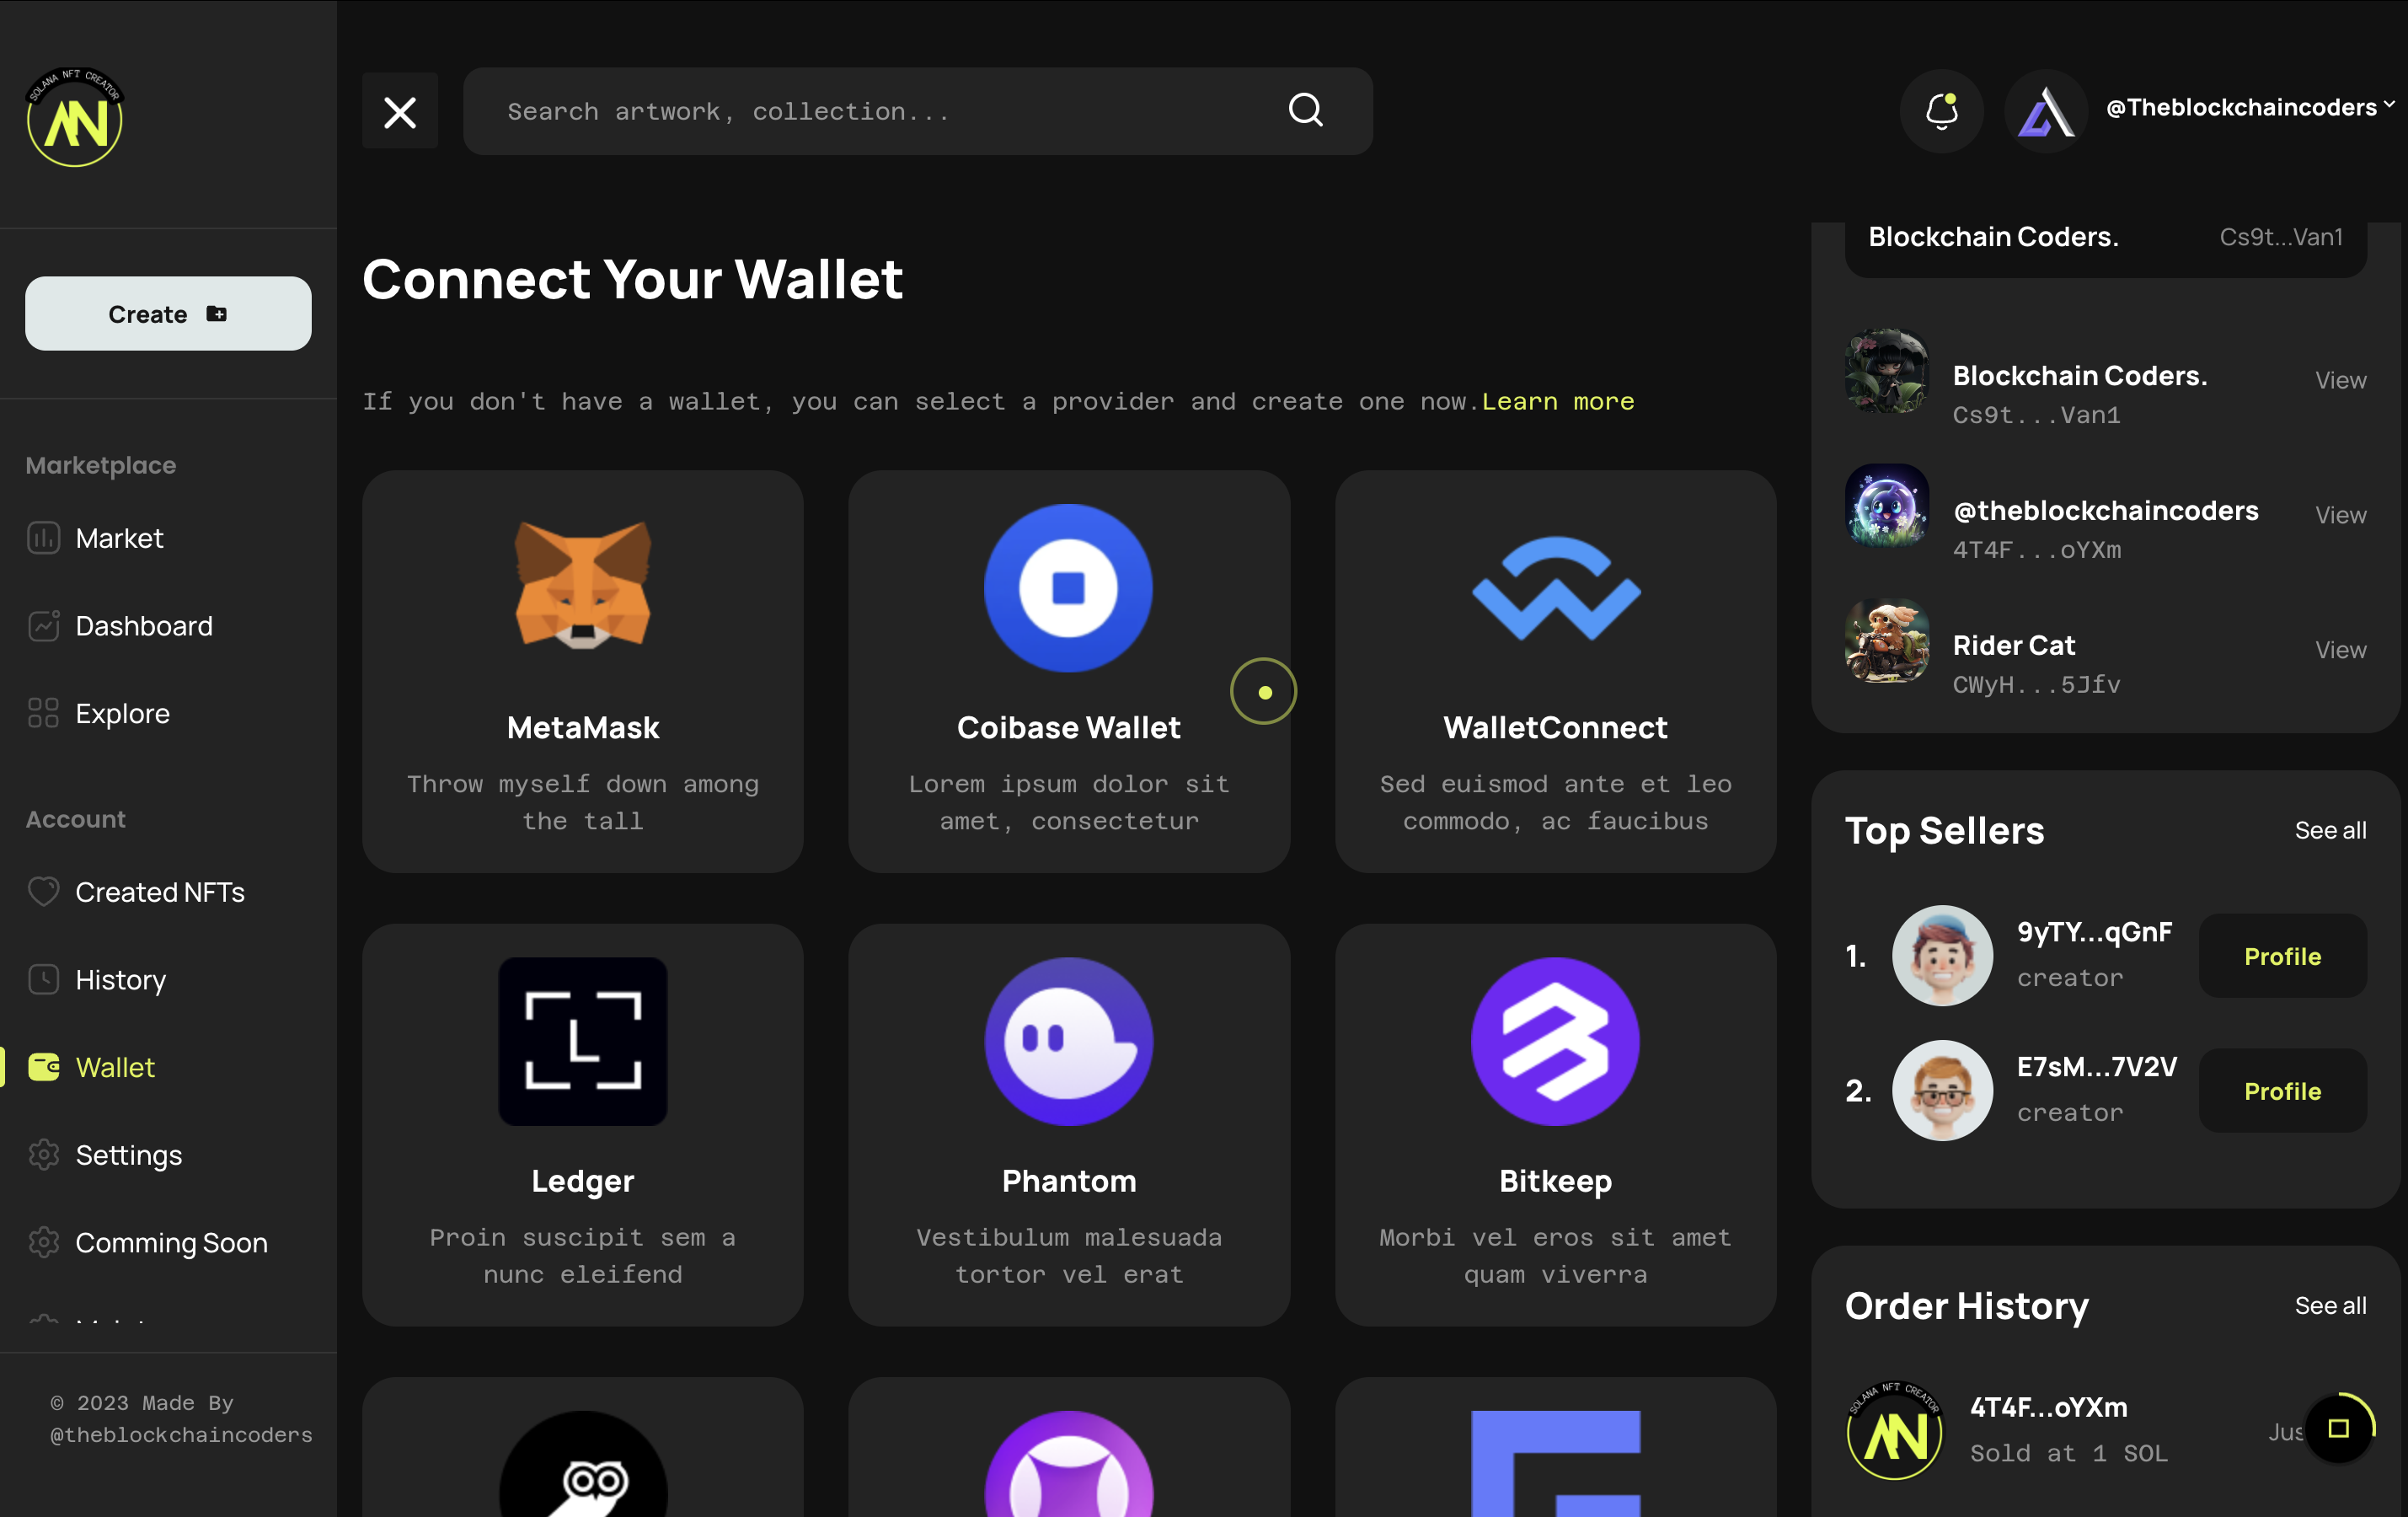 SOLANA NFT CREATOR
Create
Marketplace
Market
Dashboard
Explore
Account
Created NFTs
History
Wallet
Settings
Comming Soon
© 2023 Made By
@theblockchaincoders
Search artwork, collection...
@Theblockchaincoders
Connect Your Wallet
If you don't have a wallet, you can select a provider and create one now.Learn more
MetaMask
Throw myself down among
the tall
Coibase Wallet
Lorem ipsum dolor sit
amet, consectetur
WalletConnect
Sed euismod ante et leo
commodo, ac faucibus
Ledger
Proin suscipit sem a
nunc eleifend
Phantom
Vestibulum malesuada
tortor vel erat
Bitkeep
Morbi vel eros sit amet
quam viverra
Blockchain Coders. Cs9t...Van1
Blockchain Coders. View
Cs9t...Van1
@theblockchaincoders View
4T4F...oYXm
Rider Cat View
CWyH...5Jfv
Top Sellers See all
1. 9yTY...qGnF Profile
creator
2. E7sM...7V2V Profile
creator
Order History See all
SOLANA NFT CREATOR
4T4F...oYXm
Sold at 1 SOL